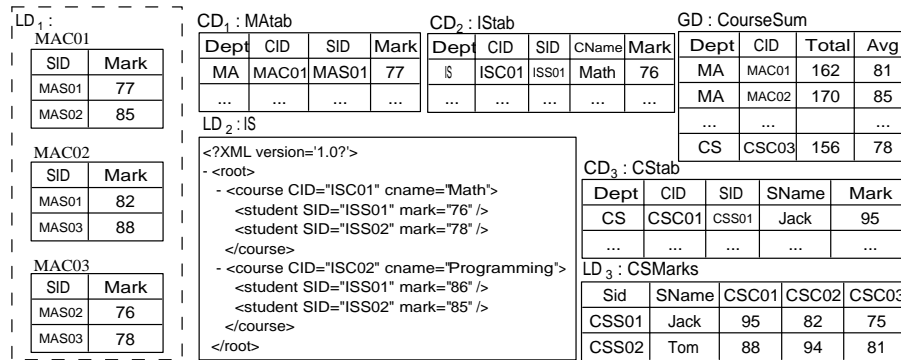 LD1 :
MAC01
SID Mark
MAS01 77
MAS02 85
MAC02
SID Mark
MAS01 82
MAS03 88
MAC03
SID Mark
MAS02 76
MAS03 78
CD1 : MAtab
Dept CID SID Mark
MA MAC01 MAS01 77
... ... ... ...
CD2 : IStab
Dept CID SID CName Mark
IS ISC01 ISS01 Math 76
... ... ... ... ...
GD : CourseSum
Dept CID Total Avg
MA MAC01 162 81
MA MAC02 170 85
... ... ...
CS CSC03 156 78
LD2 : IS
<?XML version='1.0?'>
- <root>
- <course CID="ISC01" cname="Math">
<student SID="ISS01" mark="76" />
<student SID="ISS02" mark="78" />
</course>
- <course CID="ISC02" cname="Programming">
<student SID="ISS01" mark="86" />
<student SID="ISS02" mark="85" />
</course>
</root>
CD3 : CStab
Dept CID SID SName Mark
CS CSC01 CSS01 Jack 95
... ... ... ... ...
LD3 : CSMarks
Sid SName CSC01 CSC02 CSC03
CSS01 Jack 95 82 75
CSS02 Tom 88 94 81